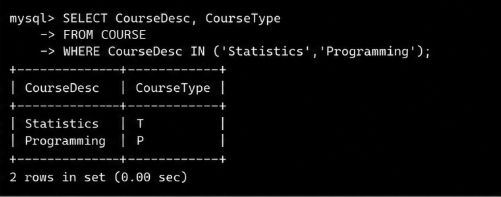 mysql> SELECT CourseDesc, CourseType
    -> FROM COURSE
    -> WHERE CourseDesc IN ('Statistics','Programming');
+-------------+------------+
| CourseDesc  | CourseType |
+-------------+------------+
| Statistics  | T          |
| Programming | P          |
+-------------+------------+
2 rows in set (0.00 sec)